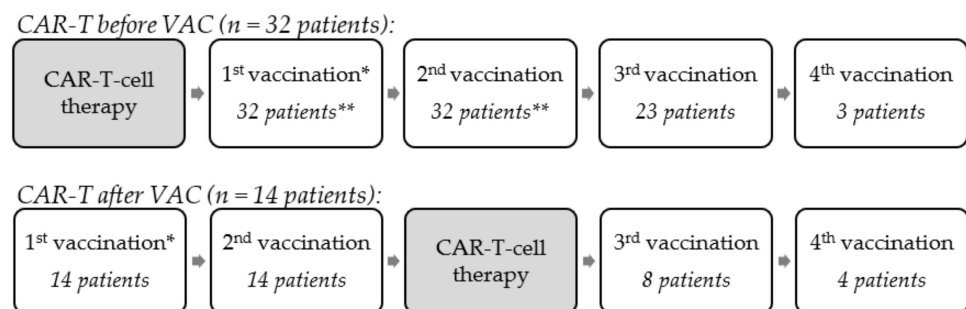 CAR-T before VAC (n = 32 patients):
CAR-T-cell
therapy
1st vaccination*
32 patients**
2nd vaccination
32 patients**
3rd vaccination
23 patients
4th vaccination
3 patients
CAR-T after VAC (n = 14 patients):
1st vaccination*
14 patients
2nd vaccination
14 patients
CAR-T-cell
therapy
3rd vaccination
8 patients
4th vaccination
4 patients